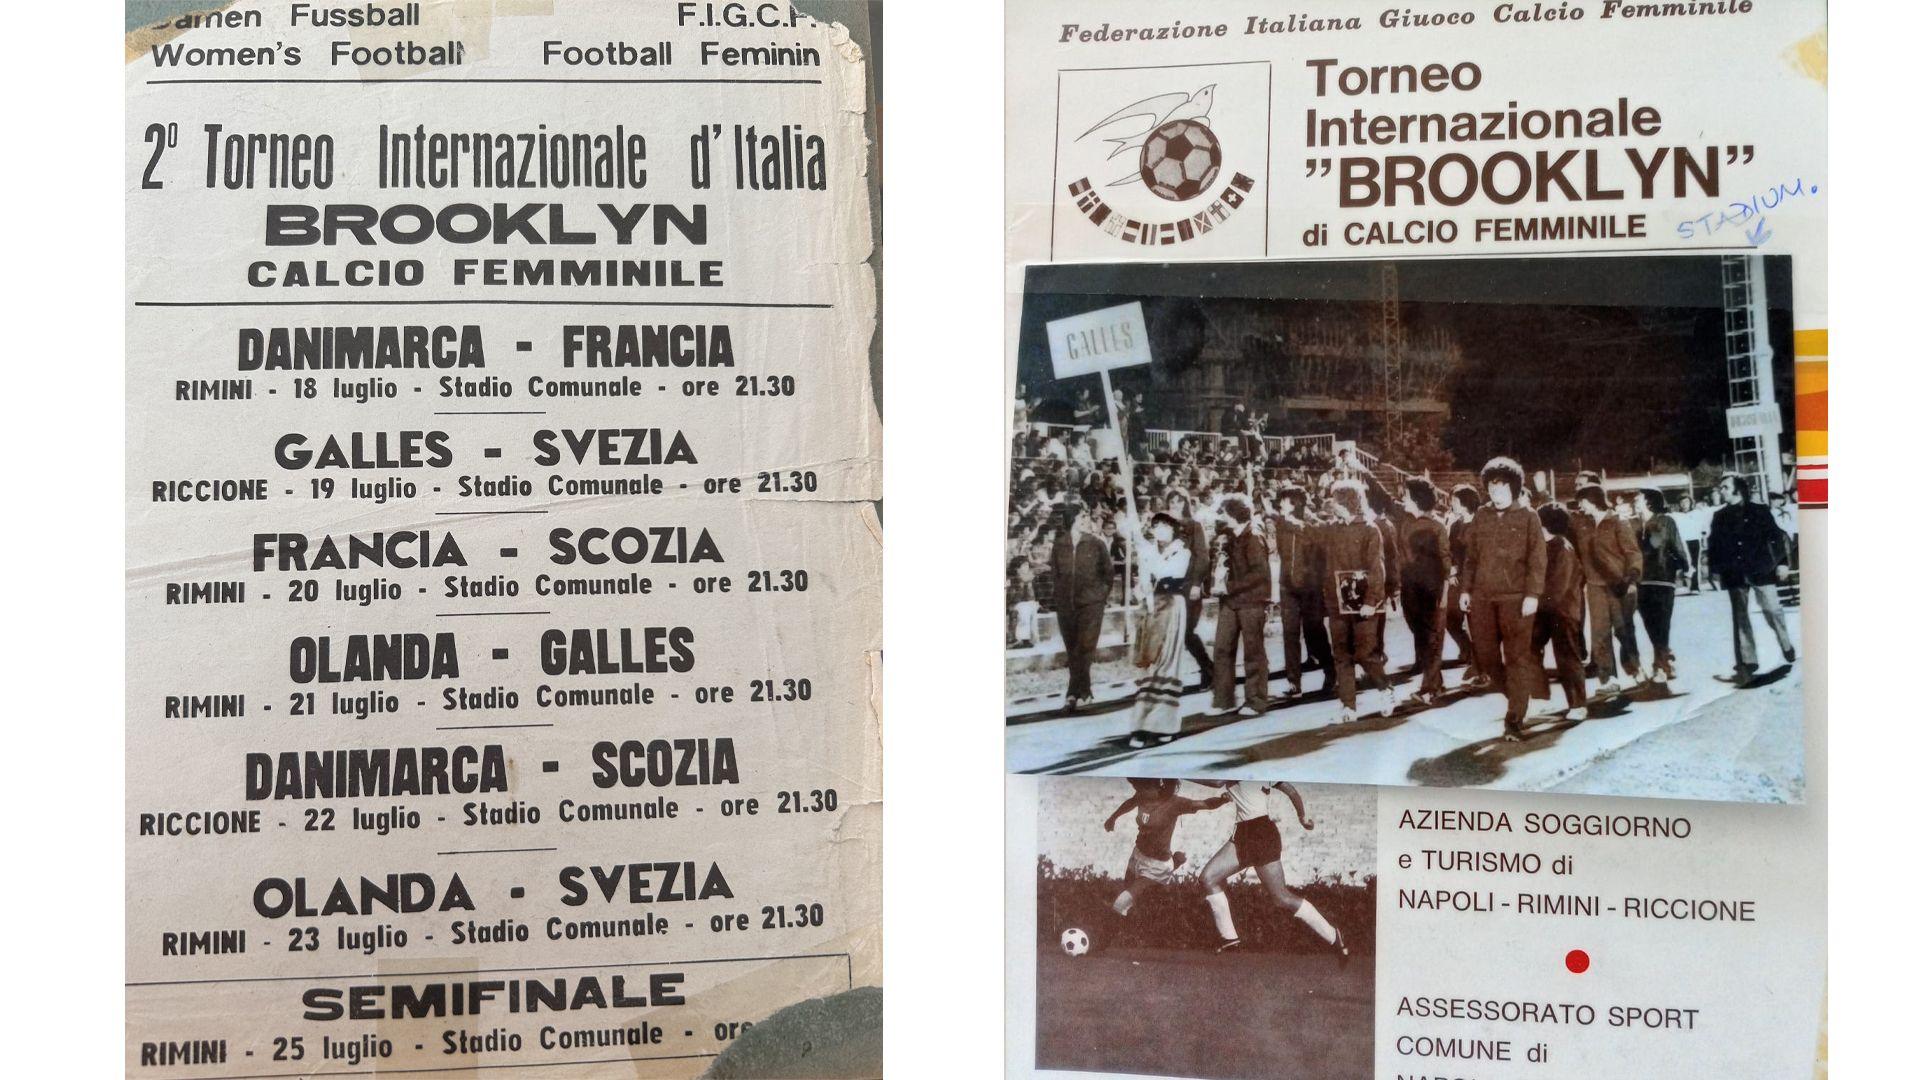 Fussball F.I.G.C.F.
Women's Football Football Feminin
2º Torneo Internazionale d'Italia
BROOKLYN
CALCIO FEMMINILE
DANIMARCA - FRANCIA
RIMINI - 18 luglio - Stadio Comunale - ore 21.30
GALLES - SVEZIA
RICCIONE - 19 luglio - Stadio Comunale - ore 21.30
FRANCIA - SCOZIA
RIMINI - 20 luglio - Stadio Comunale - ore 21.30
OLANDA - GALLES
RIMINI - 21 luglio - Stadio Comunale - ore 21.30
DANIMARCA - SCOZIA
RICCIONE - 22 luglio - Stadio Comunale - ore 21.30
OLANDA - SVEZIA
RIMINI - 23 luglio - Stadio Comunale - ore 21.30
SEMIFINALE
RIMINI - 25 luglio - Stadio Comunale - ore
Federazione Italiana Giuoco Calcio Femminile
Torneo
Internazionale
"BROOKLYN"
di CALCIO FEMMINILE
STADIUM.
GALLES
AZIENDA SOGGIORNO
e TURISMO di
NAPOLI - RIMINI - RICCIONE
ASSESSORATO SPORT
COMUNE di